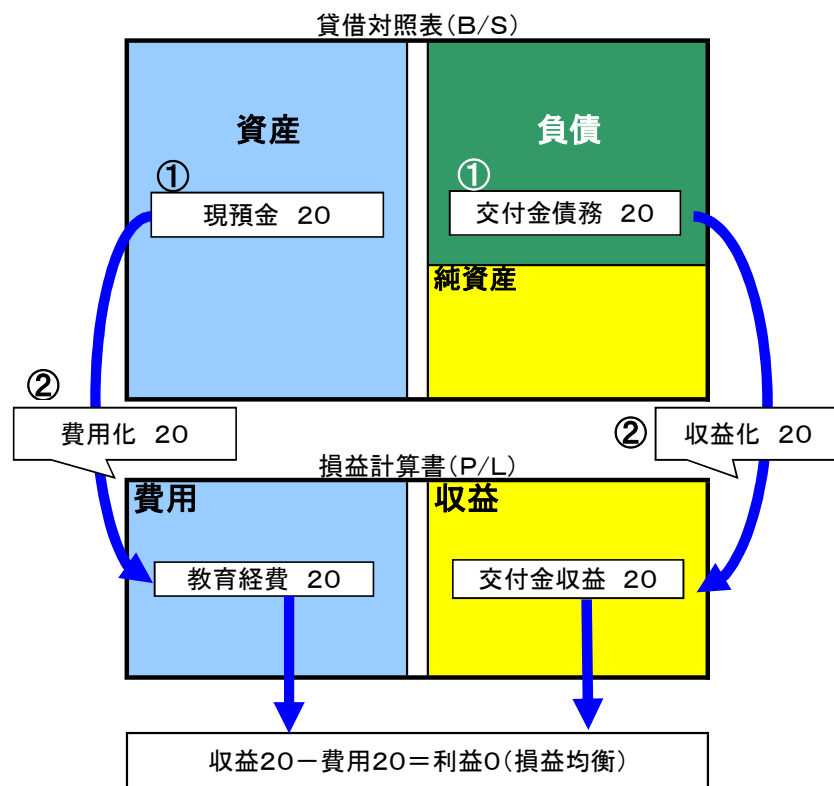 貸借対照表（B/S）
資産
負債
①
①
現預金 20
交付金債務 20
純資産
②
費用化 20
②
収益化 20
損益計算書（P/L）
費用
収益
教育経費 20
交付金収益 20
収益20－費用20＝利益0（損益均衡）